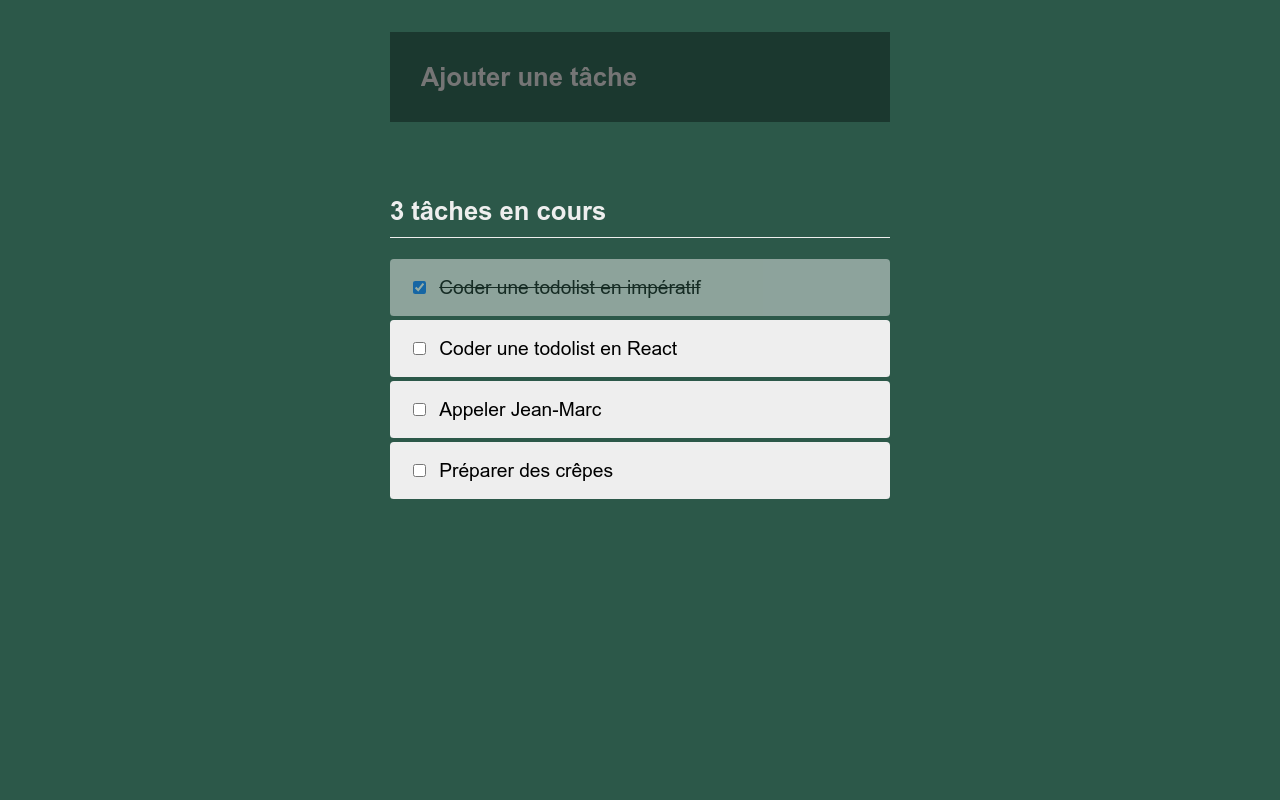 Ajouter une tâche
3 tâches en cours
Coder une todolist en impératif
Coder une todolist en React
Appeler Jean-Marc
Préparer des crêpes